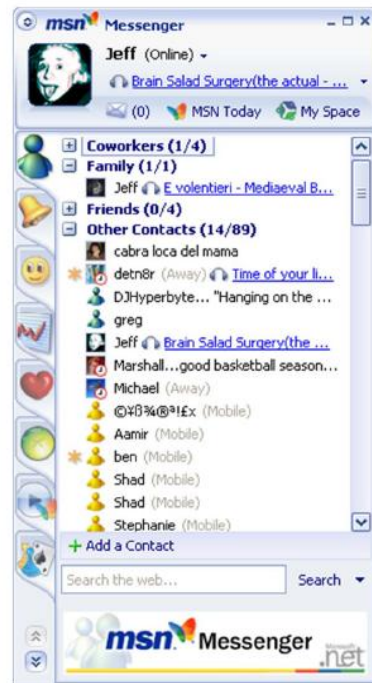 msn Messenger
Jeff (Online)
Brain Salad Surgery(the actual - ...
(0) MSN Today My Space
Coworkers (1/4)
Family (1/1)
Jeff E volentieri - Mediaeval B...
Friends (0/4)
Other Contacts (14/89)
cabra loca del mama
detn8r (Away) Time of your li...
DJHyperbyte... "Hanging on the ...
greg
Jeff Brain Salad Surgery(the ...
Marshall...good basketball season...
Michael (Away)
©¥ß¾®ª!£× (Mobile)
Aamir (Mobile)
ben (Mobile)
Shad (Mobile)
Shad (Mobile)
Stephanie (Mobile)
+ Add a Contact
Search the web... Search
msn Messenger
Microsoft .net